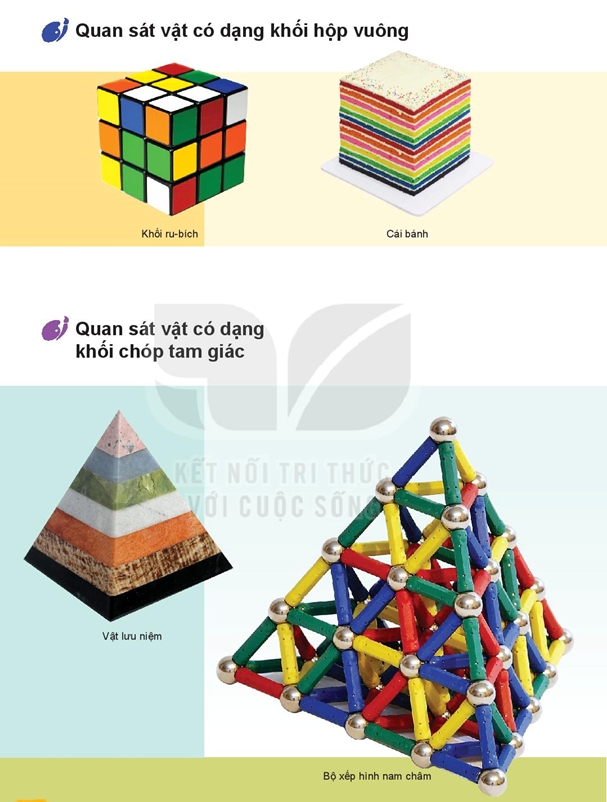 Quan sát vật có dạng khối hộp vuông
Khối ru-bích
Cái bánh
Quan sát vật có dạng
khối chóp tam giác
KẾT NỐI TRI THỨC
VỚI CUỘC SỐNG
Vật lưu niệm
Bộ xếp hình nam châm